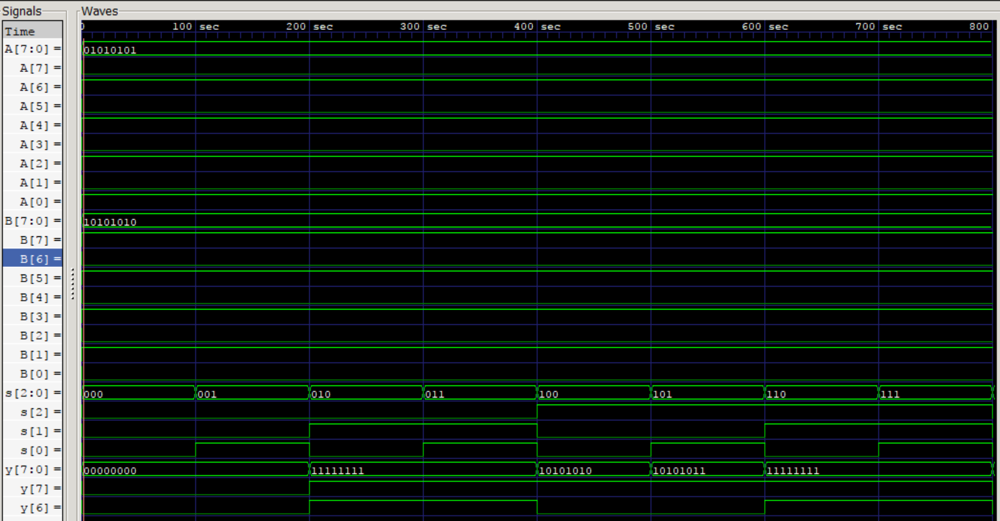 Signals Waves
Time 0 100 sec 200 sec 300 sec 400 sec 500 sec 600 sec 700 sec 800
A[7:0] = 01010101
A[7] =
A[6] =
A[5] =
A[4] =
A[3] =
A[2] =
A[1] =
A[0] =
B[7:0] = 10101010
B[7] =
B[6] =
B[5] =
B[4] =
B[3] =
B[2] =
B[1] =
B[0] =
s[2:0] = 000 001 010 011 100 101 110 111
s[2] =
s[1] =
s[0] =
y[7:0] = 00000000 11111111 10101010 10101011 11111111
y[7] =
y[6] =